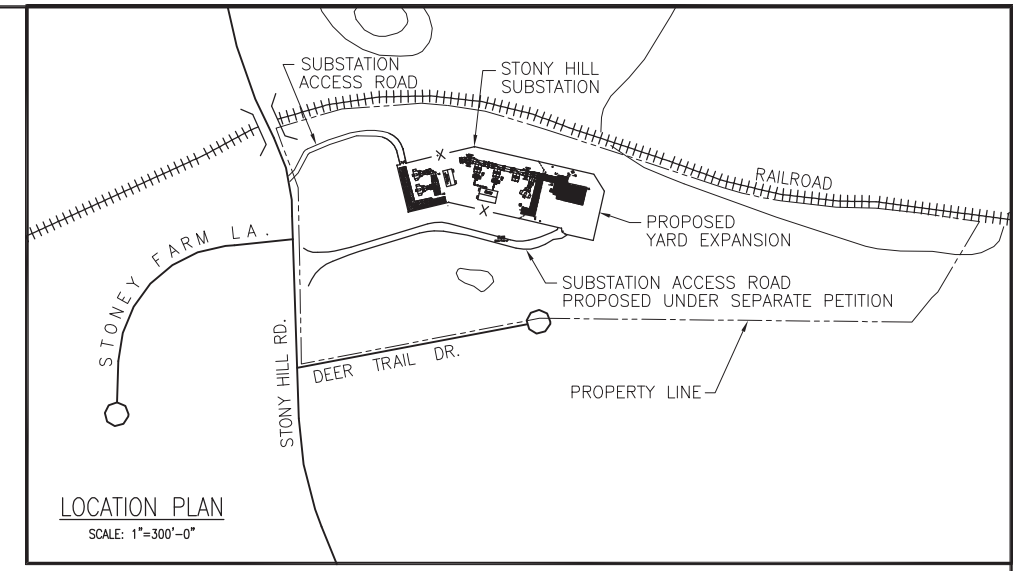 SUBSTATION
ACCESS ROAD
STONY HILL
SUBSTATION
RAILROAD
PROPOSED
YARD EXPANSION
STONEY FARM LA.
SUBSTATION ACCESS ROAD
PROPOSED UNDER SEPARATE PETITION
STONY HILL RD.
DEER TRAIL DR.
PROPERTY LINE
LOCATION PLAN
SCALE: 1"=300'-0"